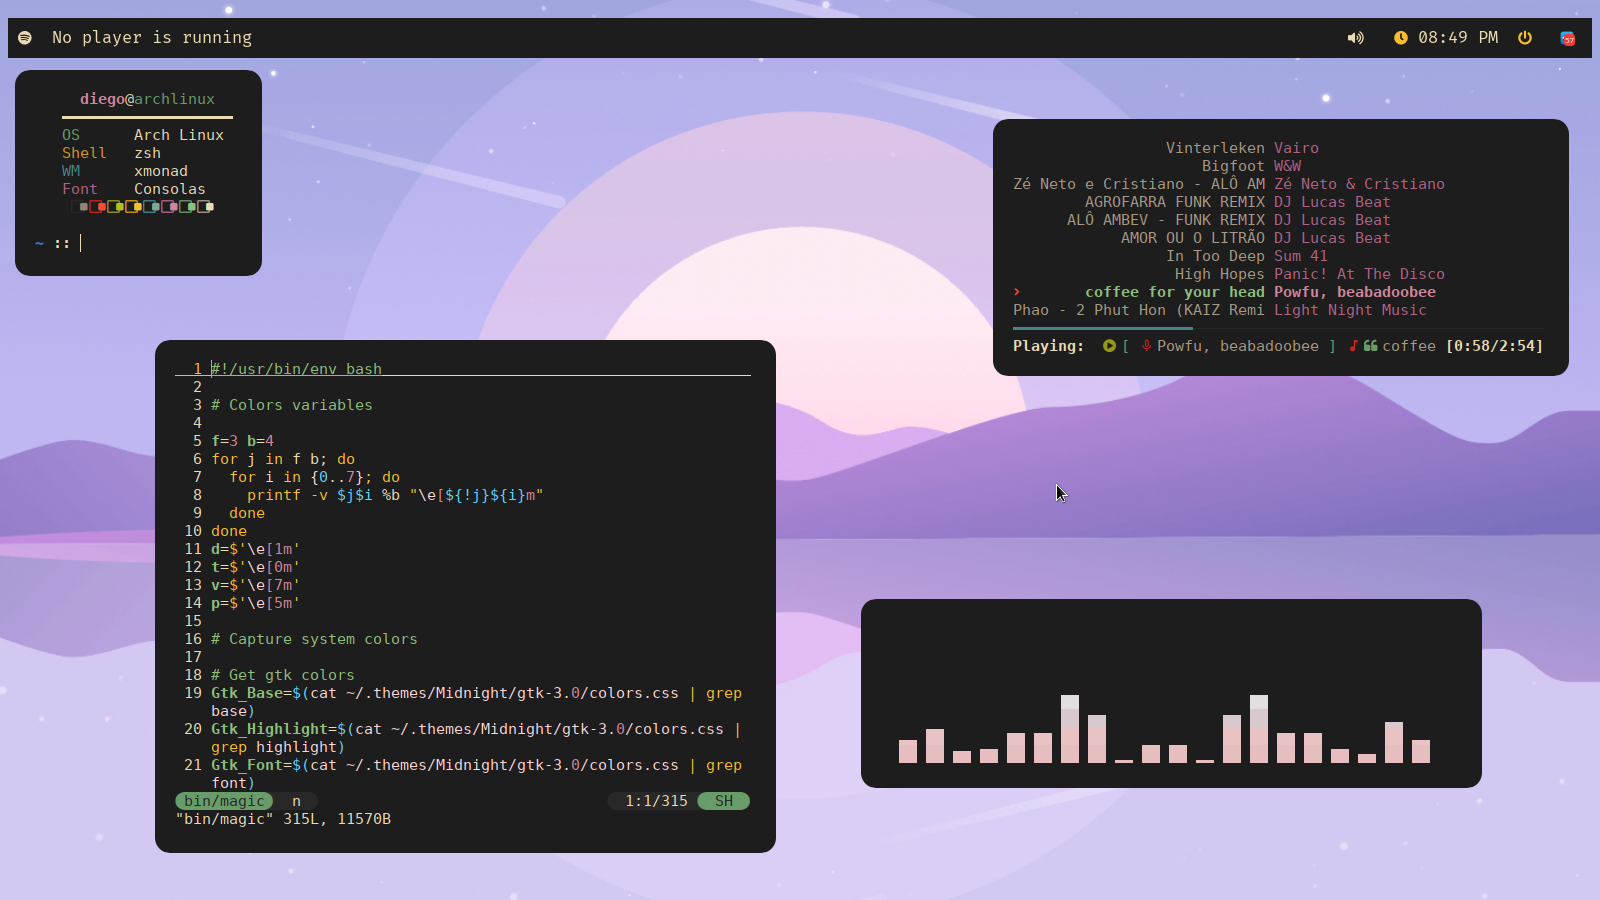 No player is running
08:49 PM
57
diego@archlinux
OS Arch Linux
Shell zsh
WM xmonad
Font Consolas
~ ::
Vinterleken Vairo
Bigfoot W&W
Zé Neto e Cristiano - ALÔ AM Zé Neto & Cristiano
AGROFARRA FUNK REMIX DJ Lucas Beat
ALÔ AMBEV - FUNK REMIX DJ Lucas Beat
AMOR OU O LITRÃO DJ Lucas Beat
In Too Deep Sum 41
High Hopes Panic! At The Disco
› coffee for your head Powfu, beabadoobee
Phao - 2 Phut Hon (KAIZ Remi Light Night Music
Playing: [ Powfu, beabadoobee ] coffee [0:58/2:54]
1 #!/usr/bin/env bash
2
3 # Colors variables
4
5 f=3 b=4
6 for j in f b; do
7 for i in {0..7}; do
8 printf -v $j$i %b "\e[${!j}${i}m"
9 done
10 done
11 d=$'\e[1m'
12 t=$'\e[0m'
13 v=$'\e[7m'
14 p=$'\e[5m'
15
16 # Capture system colors
17
18 # Get gtk colors
19 Gtk_Base=$(cat ~/.themes/Midnight/gtk-3.0/colors.css | grep
base)
20 Gtk_Highlight=$(cat ~/.themes/Midnight/gtk-3.0/colors.css |
grep highlight)
21 Gtk_Font=$(cat ~/.themes/Midnight/gtk-3.0/colors.css | grep
font)
bin/magic n 1:1/315 SH
"bin/magic" 315L, 11570B